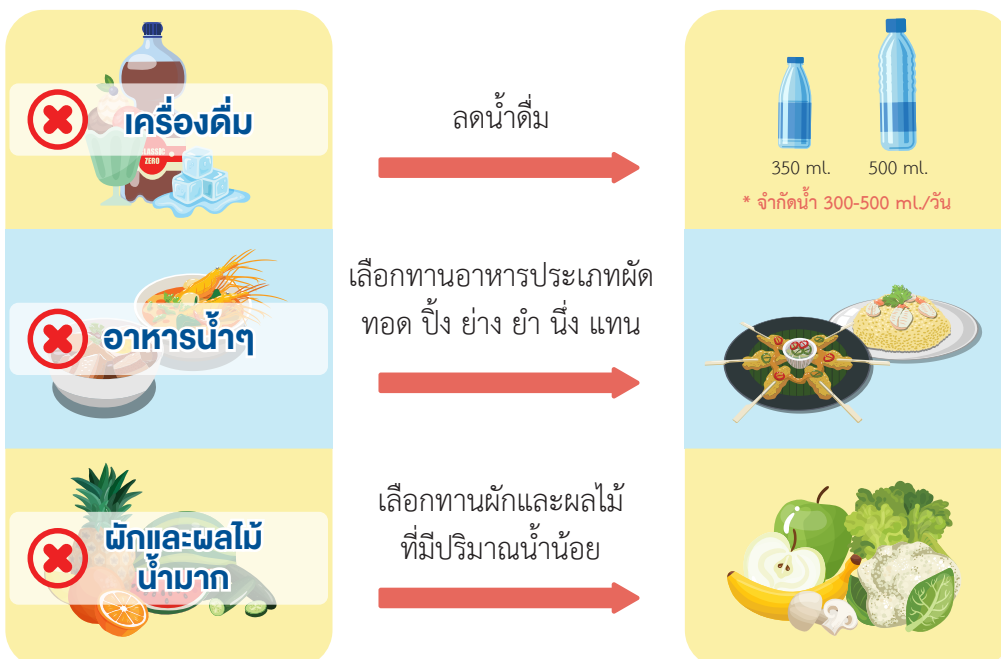 เครื่องดื่ม
CLASSIC
ZERO
ลดน้ำดื่ม
350 ml. 500 ml.
* จำกัดน้ำ 300-500 ml./วัน
อาหารน้ำๆ
เลือกทานอาหารประเภทผัด
ทอด ปิ้ง ย่าง ยำ นึ่ง แทน
ผักและผลไม้
น้ำมาก
เลือกทานผักและผลไม้
ที่มีปริมาณน้ำน้อย